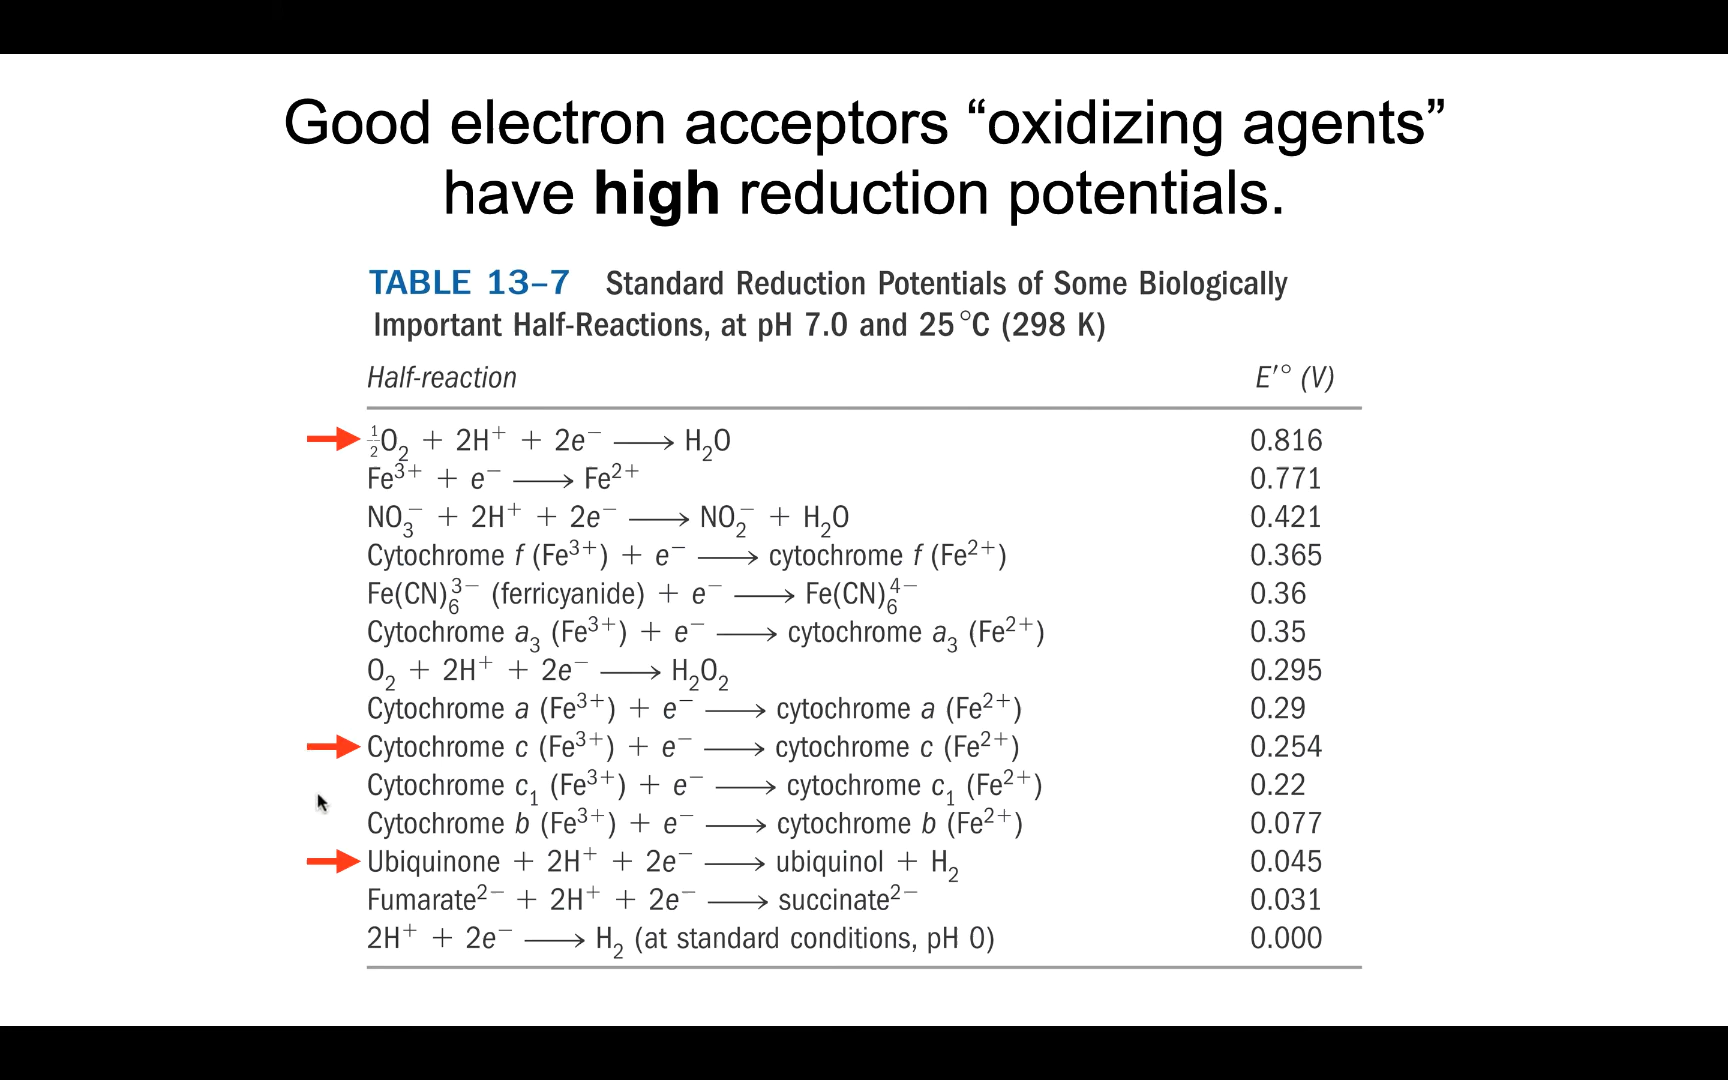 Good electron acceptors “oxidizing agents”
have high reduction potentials.
TABLE 13–7 Standard Reduction Potentials of Some Biologically
Important Half-Reactions, at pH 7.0 and 25 °C (298 K)
Half-reaction E′° (V)
½O₂ + 2H⁺ + 2e⁻ ⟶ H₂O 0.816
Fe³⁺ + e⁻ ⟶ Fe²⁺ 0.771
NO₃⁻ + 2H⁺ + 2e⁻ ⟶ NO₂⁻ + H₂O 0.421
Cytochrome f (Fe³⁺) + e⁻ ⟶ cytochrome f (Fe²⁺) 0.365
Fe(CN)₆³⁻ (ferricyanide) + e⁻ ⟶ Fe(CN)₆⁴⁻ 0.36
Cytochrome a₃ (Fe³⁺) + e⁻ ⟶ cytochrome a₃ (Fe²⁺) 0.35
O₂ + 2H⁺ + 2e⁻ ⟶ H₂O₂ 0.295
Cytochrome a (Fe³⁺) + e⁻ ⟶ cytochrome a (Fe²⁺) 0.29
Cytochrome c (Fe³⁺) + e⁻ ⟶ cytochrome c (Fe²⁺) 0.254
Cytochrome c₁ (Fe³⁺) + e⁻ ⟶ cytochrome c₁ (Fe²⁺) 0.22
Cytochrome b (Fe³⁺) + e⁻ ⟶ cytochrome b (Fe²⁺) 0.077
Ubiquinone + 2H⁺ + 2e⁻ ⟶ ubiquinol + H₂ 0.045
Fumarate²⁻ + 2H⁺ + 2e⁻ ⟶ succinate²⁻ 0.031
2H⁺ + 2e⁻ ⟶ H₂ (at standard conditions, pH 0) 0.000